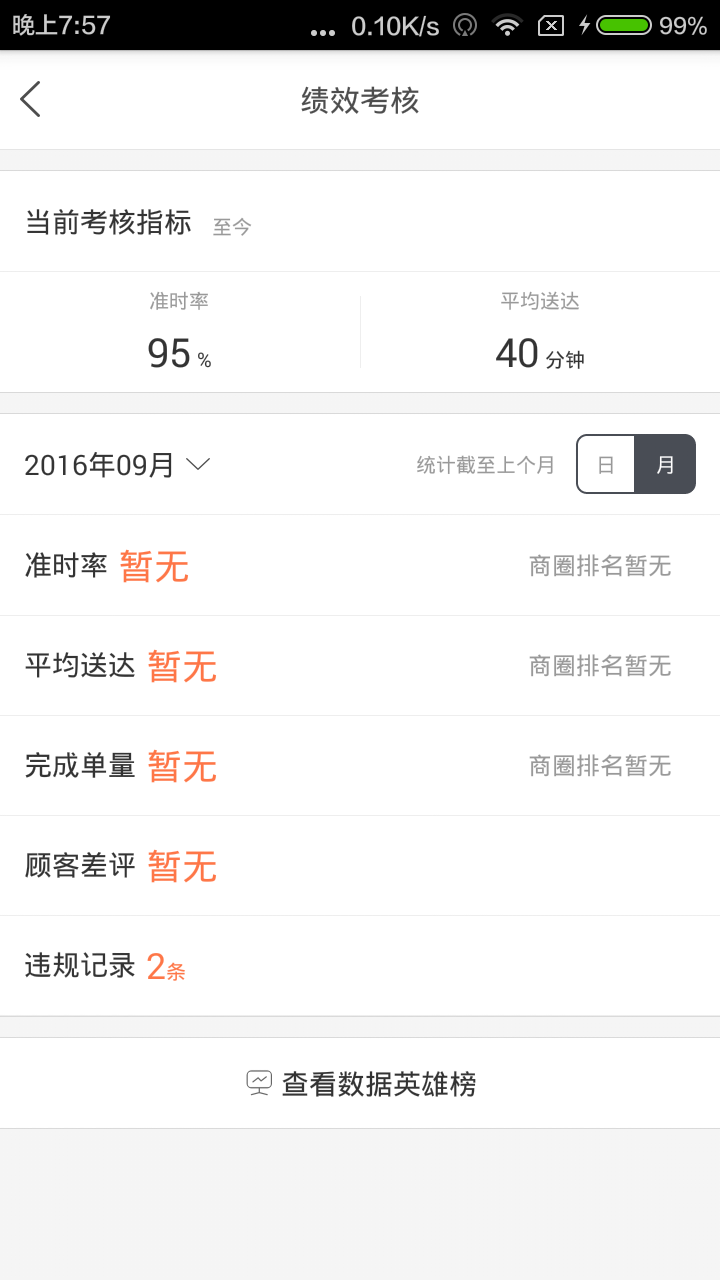 晚上7:57 ... 0.10K/s 99%
绩效考核
当前考核指标 至今
准时率 平均送达
95 % 40 分钟
2016年09月 统计截至上个月 日 月
准时率 暂无 商圈排名暂无
平均送达 暂无 商圈排名暂无
完成单量 暂无 商圈排名暂无
顾客差评 暂无
违规记录 2条
查看数据英雄榜